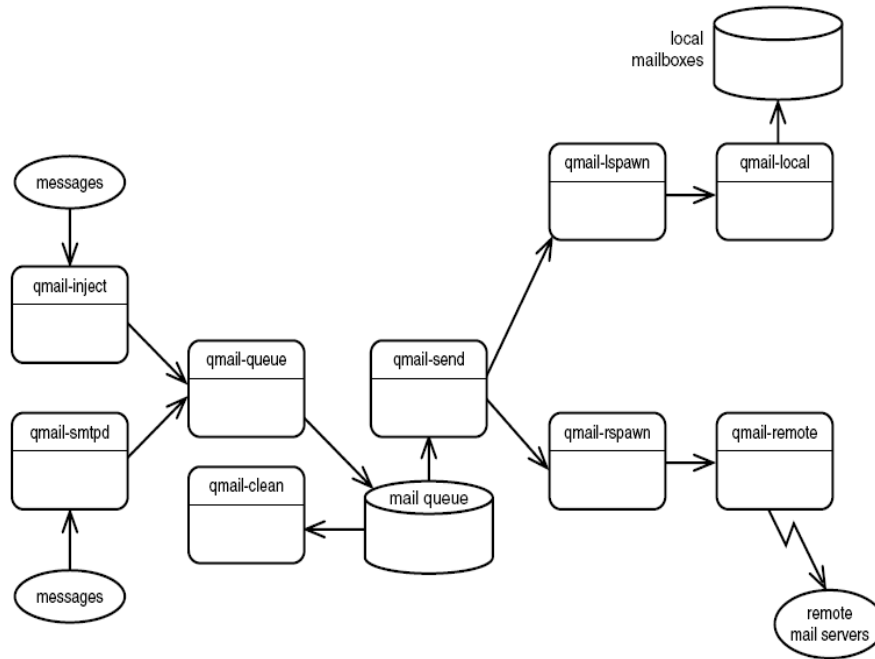 local
mailboxes
qmail-lspawn
qmail-local
messages
qmail-inject
qmail-queue
qmail-send
qmail-smtpd
qmail-rspawn
qmail-remote
qmail-clean
mail queue
messages
remote
mail servers